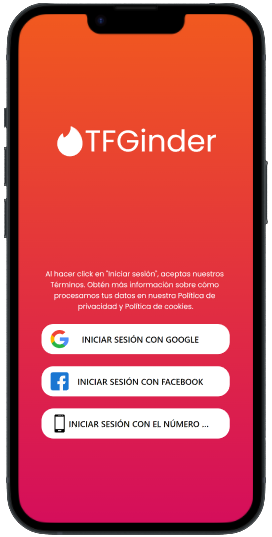 TFGinder
Al hacer click en "Iniciar sesión", aceptas nuestros
Términos. Obtén más información sobre cómo
procesamos tus datos en nuestra Política de
privacidad y Política de cookies.
INICIAR SESIÓN CON GOOGLE
INICIAR SESIÓN CON FACEBOOK
INICIAR SESIÓN CON EL NÚMERO ...